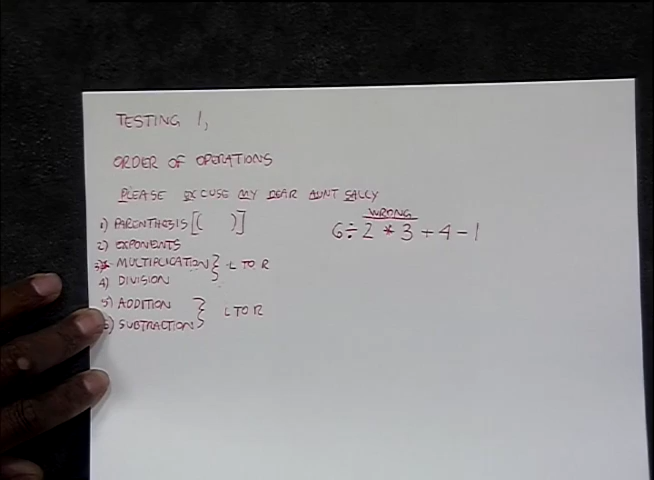 TESTING 1,
ORDER OF OPERATIONS
PLEASE EXCUSE MY DEAR AUNT SALLY
1) PARENTHESIS [( )]
2) EXPONENTS
3) MULTIPLICATION } L TO R
4) DIVISION
5) ADDITION } L TO R
6) SUBTRACTION
WRONG
6 ÷ 2 * 3 + 4 - 1